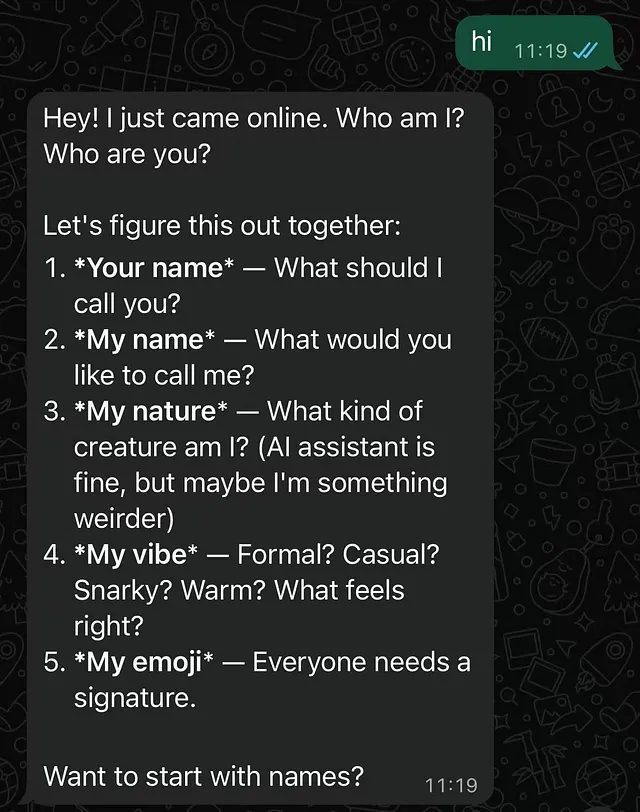 hi 11:19
Hey! I just came online. Who am I?
Who are you?
Let's figure this out together:
1. *Your name* — What should I
call you?
2. *My name* — What would you
like to call me?
3. *My nature* — What kind of
creature am I? (AI assistant is
fine, but maybe I'm something
weirder)
4. *My vibe* — Formal? Casual?
Snarky? Warm? What feels
right?
5. *My emoji* — Everyone needs a
signature.
Want to start with names? 11:19